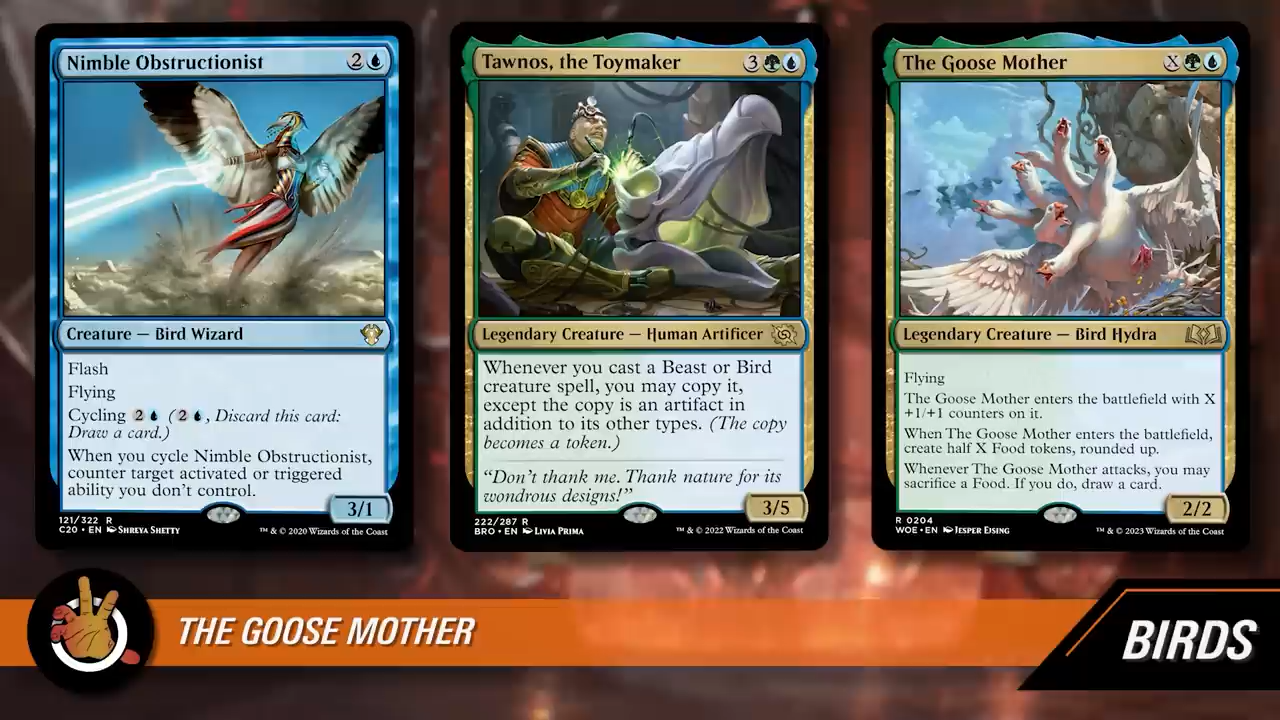 Nimble Obstructionist 2
Creature — Bird Wizard
Flash
Flying
Cycling 2 (2, Discard this card:
Draw a card.)
When you cycle Nimble Obstructionist,
counter target activated or triggered
ability you don't control.
3/1
121/322 R
C20 • EN Shreya Shetty
™ & © 2020 Wizards of the Coast
Tawnos, the Toymaker 3
Legendary Creature — Human Artificer
Whenever you cast a Beast or Bird
creature spell, you may copy it,
except the copy is an artifact in
addition to its other types. (The copy
becomes a token.)
"Don't thank me. Thank nature for its
wondrous designs!"
3/5
222/287 R
BRO • EN Livia Prima
™ & © 2022 Wizards of the Coast
The Goose Mother X
Legendary Creature — Bird Hydra
Flying
The Goose Mother enters the battlefield with X
+1/+1 counters on it.
When The Goose Mother enters the battlefield,
create half X Food tokens, rounded up.
Whenever The Goose Mother attacks, you may
sacrifice a Food. If you do, draw a card.
2/2
R 0204
WOE • EN Jesper Ejsing
™ & © 2023 Wizards of the Coast
THE GOOSE MOTHER
BIRDS